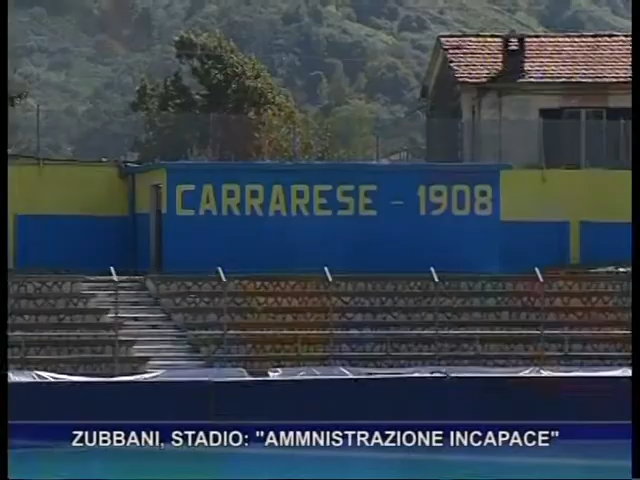 CARRARESE - 1908
ZUBBANI, STADIO: "AMMNISTRAZIONE INCAPACE"